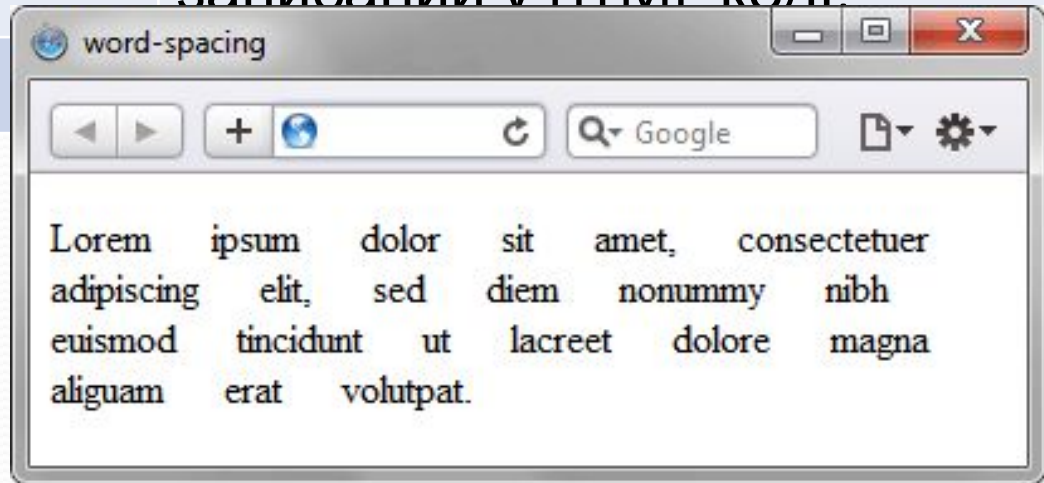 word-spacing
Google
Lorem ipsum dolor sit amet, consectetuer
adipiscing elit, sed diem nonummy nibh
euismod tincidunt ut lacreet dolore magna
aliguam erat volutpat.